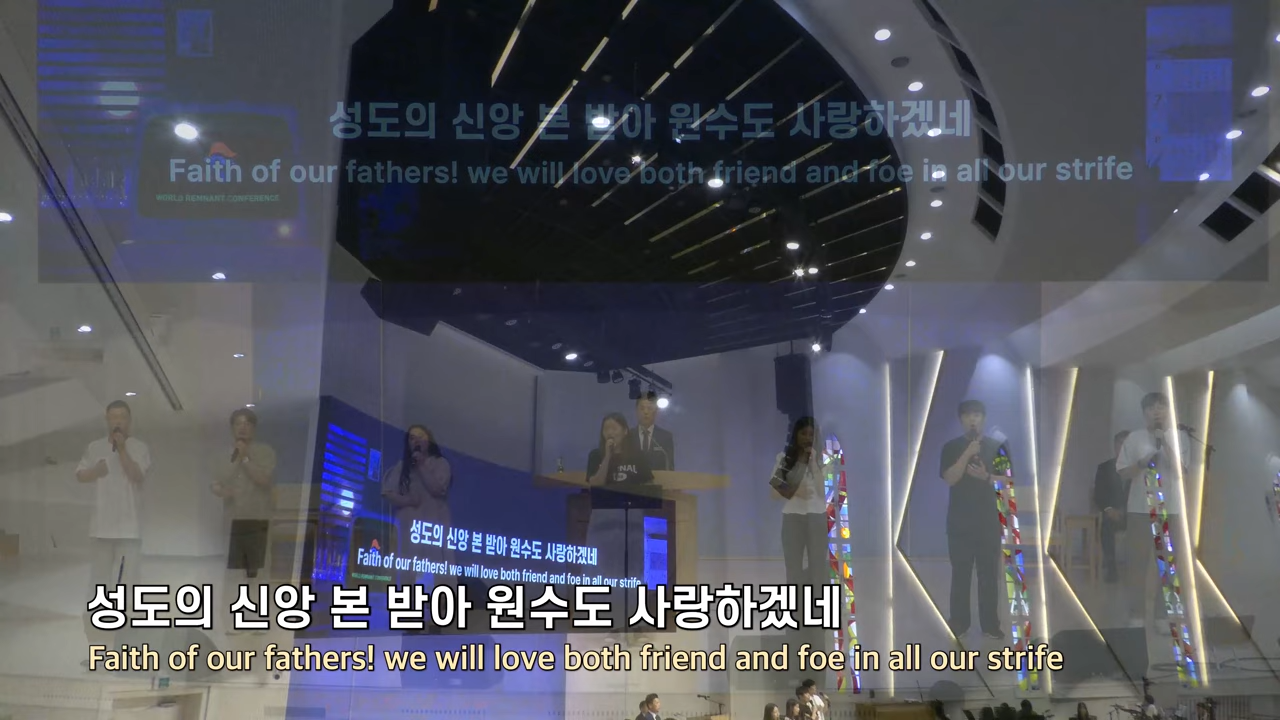 성도의 신앙 본 받아 원수도 사랑하겠네
Faith of our fathers! we will love both friend and foe in all our strife
WORLD REMNANT CONFERENCE
성도의 신앙 본 받아 원수도 사랑하겠네
Faith of our fathers! we will love both friend and foe in all our strife
성도의 신앙 본 받아 원수도 사랑하겠네
Faith of our fathers! we will love both friend and foe in all our strife